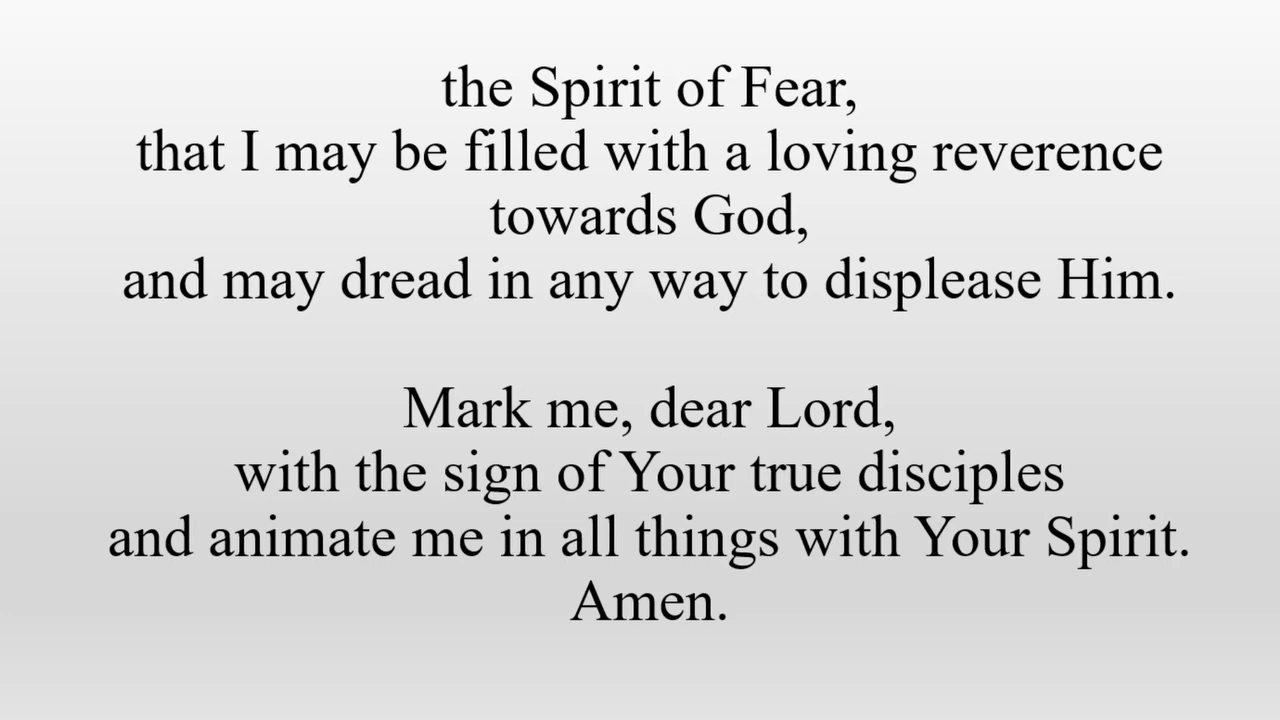 the Spirit of Fear,
that I may be filled with a loving reverence
towards God,
and may dread in any way to displease Him.
Mark me, dear Lord,
with the sign of Your true disciples
and animate me in all things with Your Spirit.
Amen.